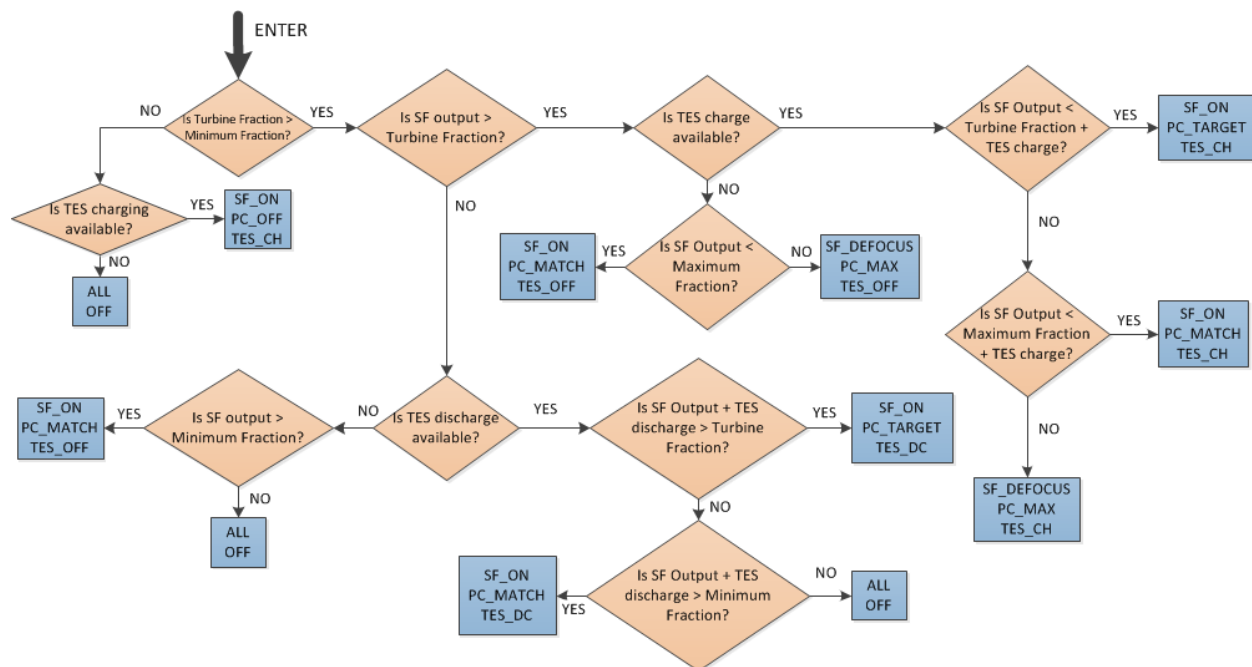 ENTER
NO
Is Turbine Fraction >
Minimum Fraction?
YES
Is SF output >
Turbine Fraction?
YES
Is TES charge
available?
YES
Is SF Output <
Turbine Fraction +
TES charge?
YES
SF_ON
PC_TARGET
TES_CH
Is TES charging
available?
YES
SF_ON
PC_OFF
TES_CH
NO
NO
NO
NO
ALL
OFF
SF_ON
PC_MATCH
TES_OFF
YES
Is SF Output <
Maximum
Fraction?
NO
SF_DEFOCUS
PC_MAX
TES_OFF
Is SF Output <
Maximum Fraction
+ TES charge?
YES
SF_ON
PC_MATCH
TES_CH
SF_ON
PC_MATCH
TES_OFF
YES
Is SF output >
Minimum Fraction?
NO
Is TES discharge
available?
YES
Is SF Output + TES
discharge > Turbine
Fraction?
YES
SF_ON
PC_TARGET
TES_DC
NO
NO
NO
ALL
OFF
SF_DEFOCUS
PC_MAX
TES_CH
SF_ON
PC_MATCH
TES_DC
YES
Is SF Output + TES
discharge > Minimum
Fraction?
NO
ALL
OFF